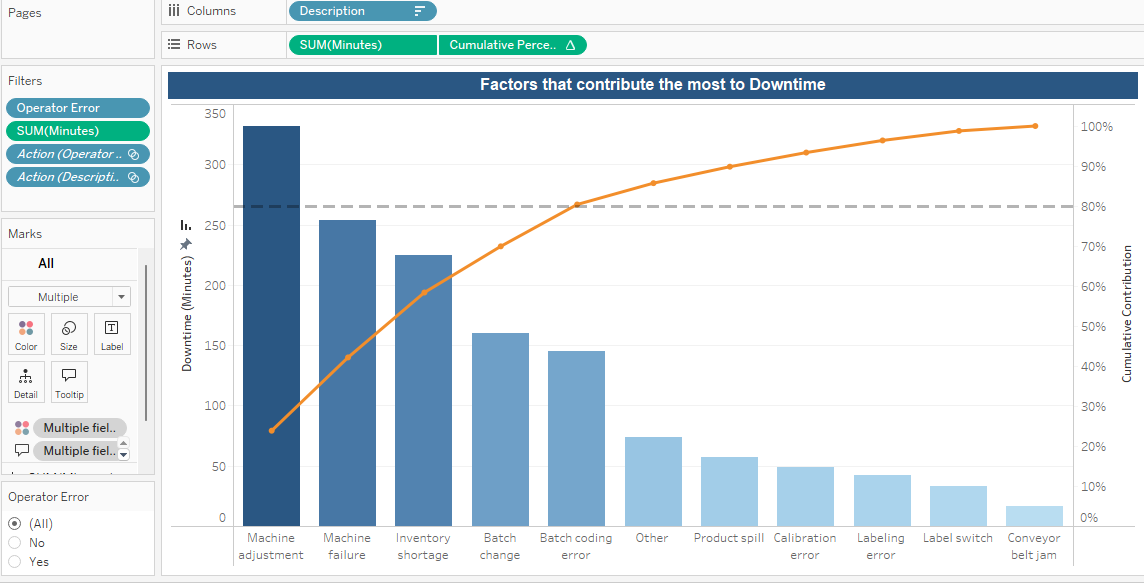 Pages
Columns
Description
Rows
SUM(Minutes)
Cumulative Perce..
Filters
Operator Error
SUM(Minutes)
Action (Operator ..
Action (Descripti..
Marks
All
Multiple
Color
Size
Label
Detail
Tooltip
Multiple fiel..
Multiple fiel..
Operator Error
(All)
No
Yes
Factors that contribute the most to Downtime
Downtime (Minutes)
350
300
250
200
150
100
50
0
Machine adjustment
Machine failure
Inventory shortage
Batch change
Batch coding error
Other
Product spill
Calibration error
Labeling error
Label switch
Conveyor belt jam
100%
90%
80%
70%
60%
50%
40%
30%
20%
10%
0%
Cumulative Contribution